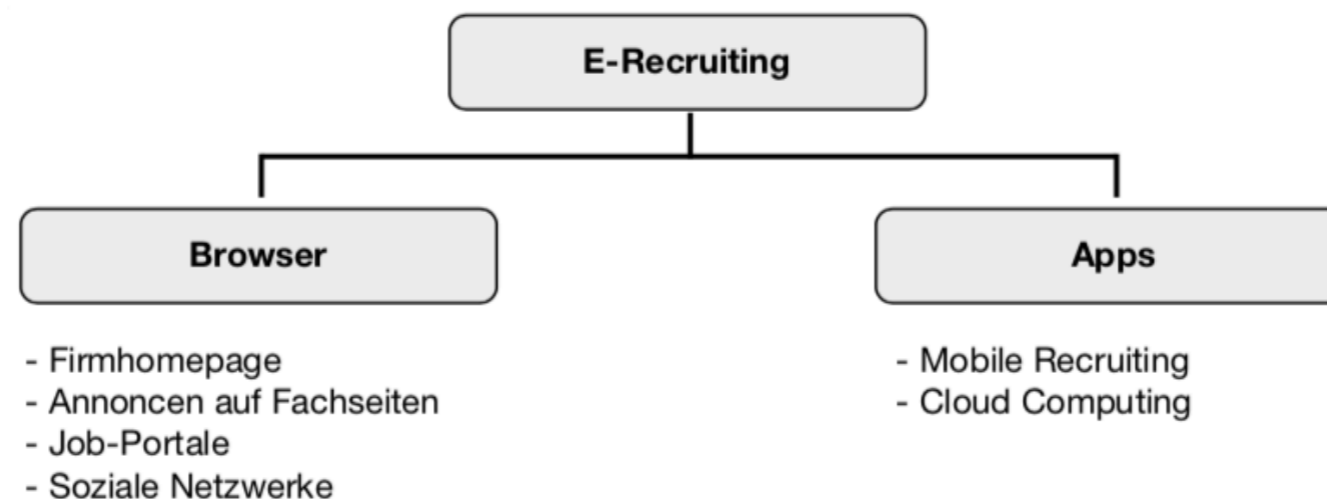 E-Recruiting
Browser
Apps
- Firmhomepage
- Annoncen auf Fachseiten
- Job-Portale
- Soziale Netzwerke
- Mobile Recruiting
- Cloud Computing